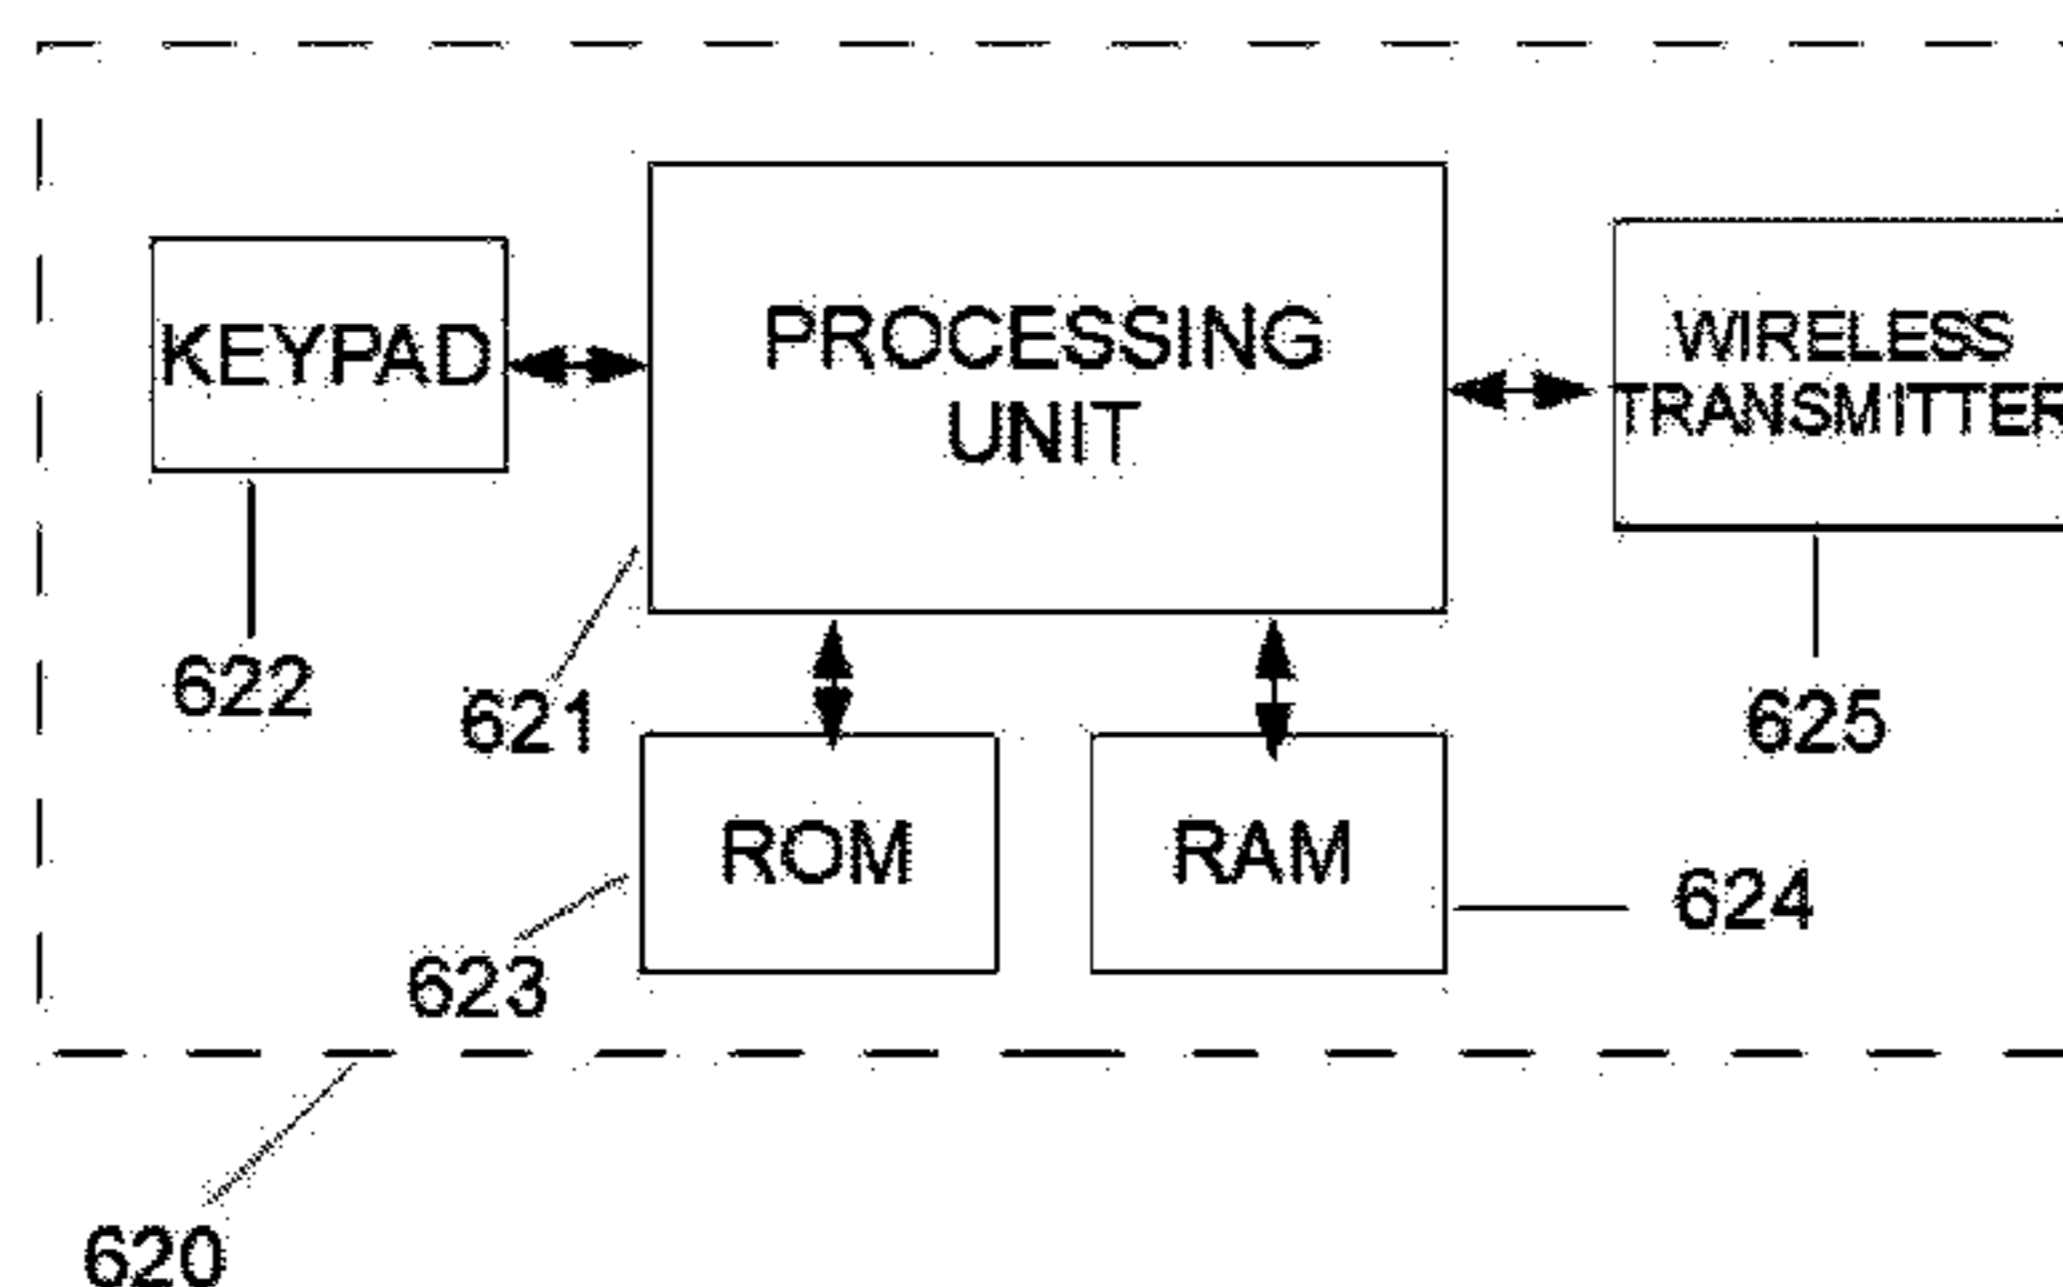 KEYPAD
PROCESSING
UNIT
WIRELESS
TRANSMITTER
622
621
625
ROM
RAM
624
623
620